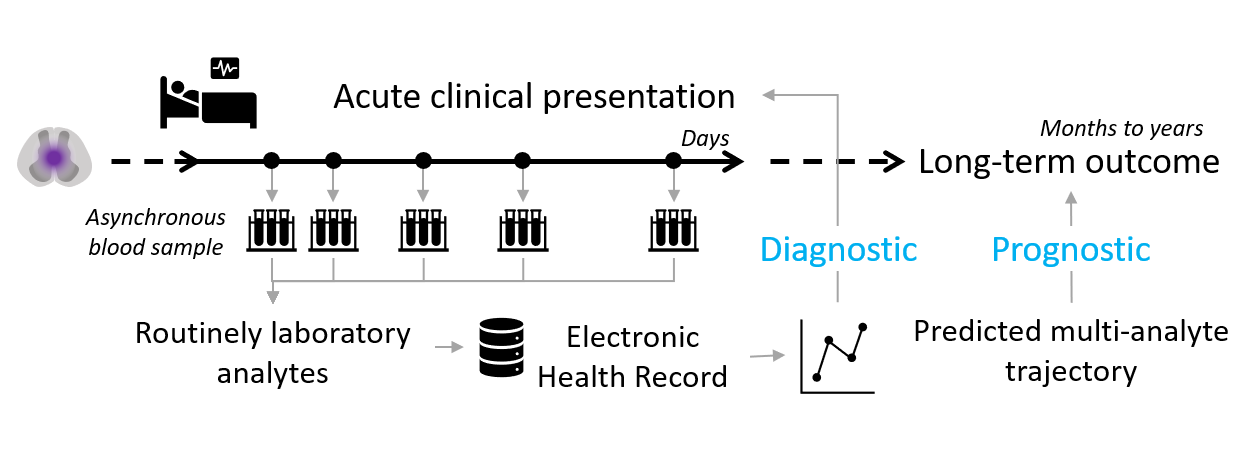 Acute clinical presentation
Days
Months to years
Long-term outcome
Asynchronous
blood sample
Diagnostic
Prognostic
Routinely laboratory
analytes
Electronic
Health Record
Predicted multi-analyte
trajectory